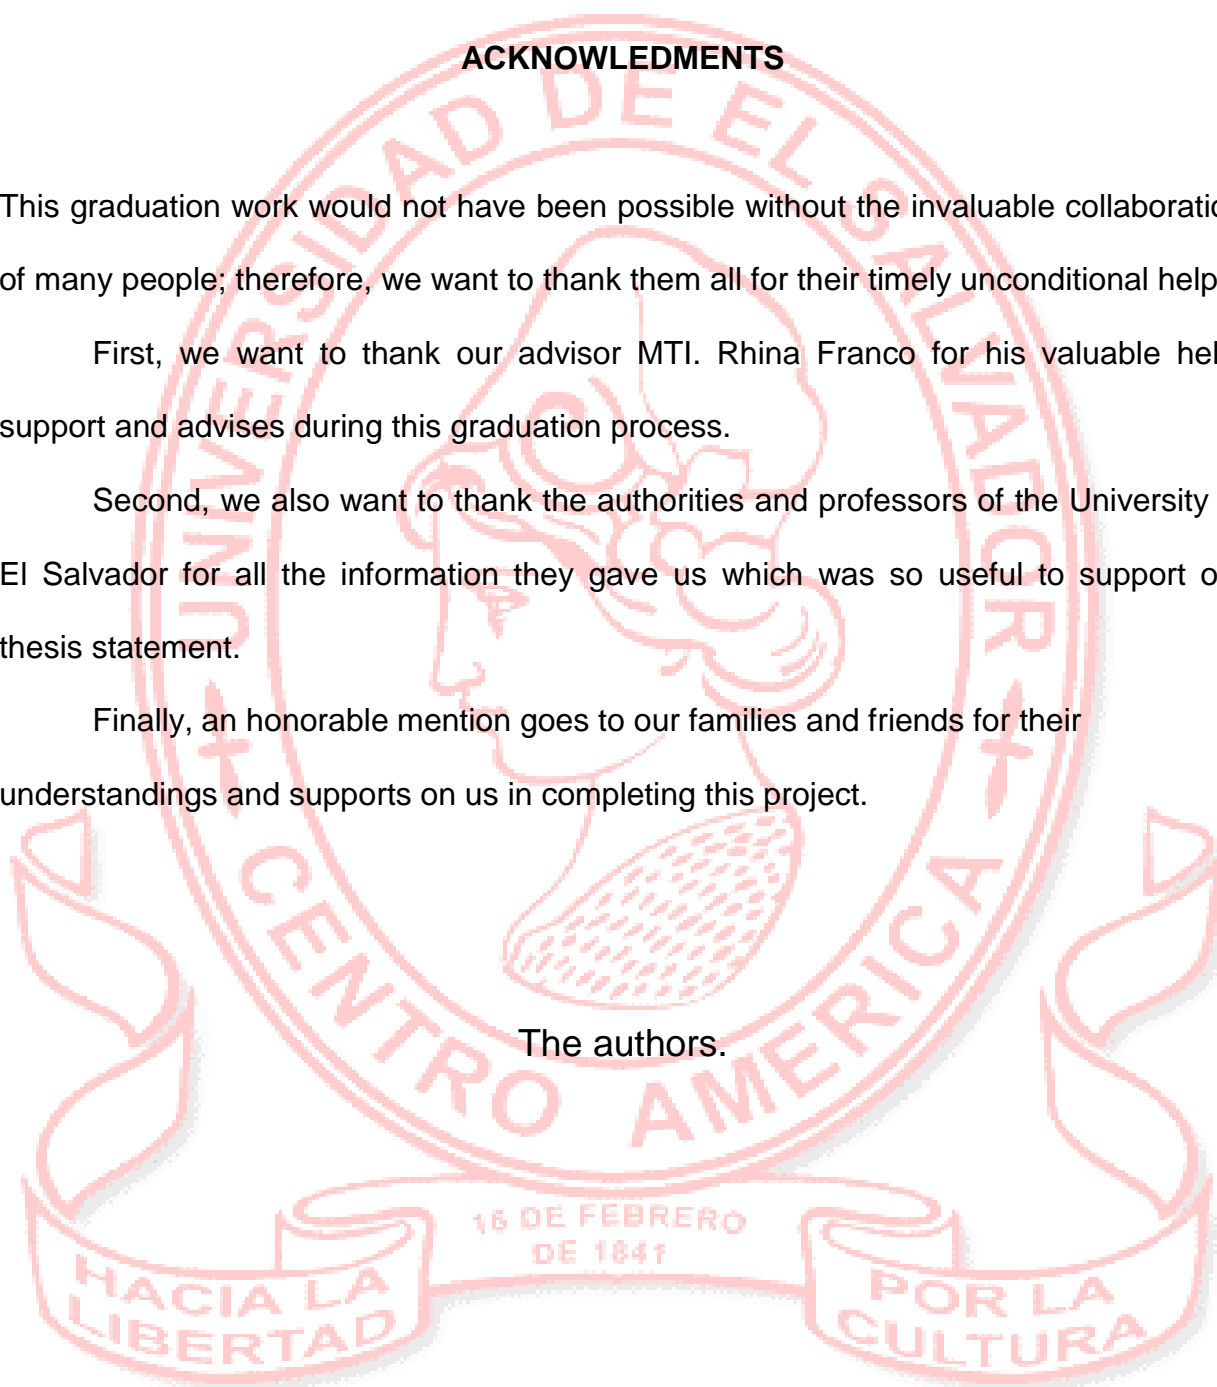 ACKNOWLEDMENTS
This graduation work would not have been possible without the invaluable collaboratio
of many people; therefore, we want to thank them all for their timely unconditional help
First, we want to thank our advisor MTI. Rhina Franco for his valuable hel
support and advises during this graduation process.
Second, we also want to thank the authorities and professors of the University
El Salvador for all the information they gave us which was so useful to support o
thesis statement.
Finally, an honorable mention goes to our families and friends for their
understandings and supports on us in completing this project.
The authors.
UNIVERSIDAD DE EL SALVADOR
CENTRO AMERICA
16 DE FEBRERO
DE 1841
HACIA LA
LIBERTAD
POR LA
CULTURA